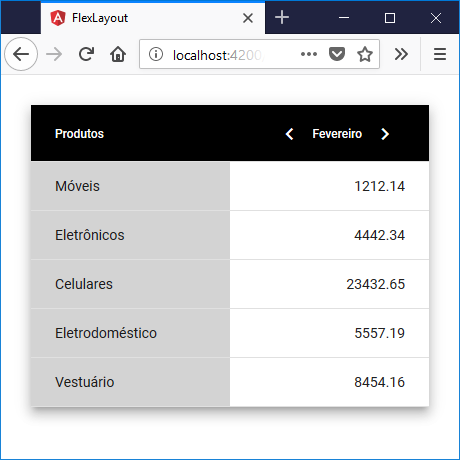 FlexLayout
localhost:4200
Produtos Fevereiro
Móveis 1212.14
Eletrônicos 4442.34
Celulares 23432.65
Eletrodoméstico 5557.19
Vestuário 8454.16